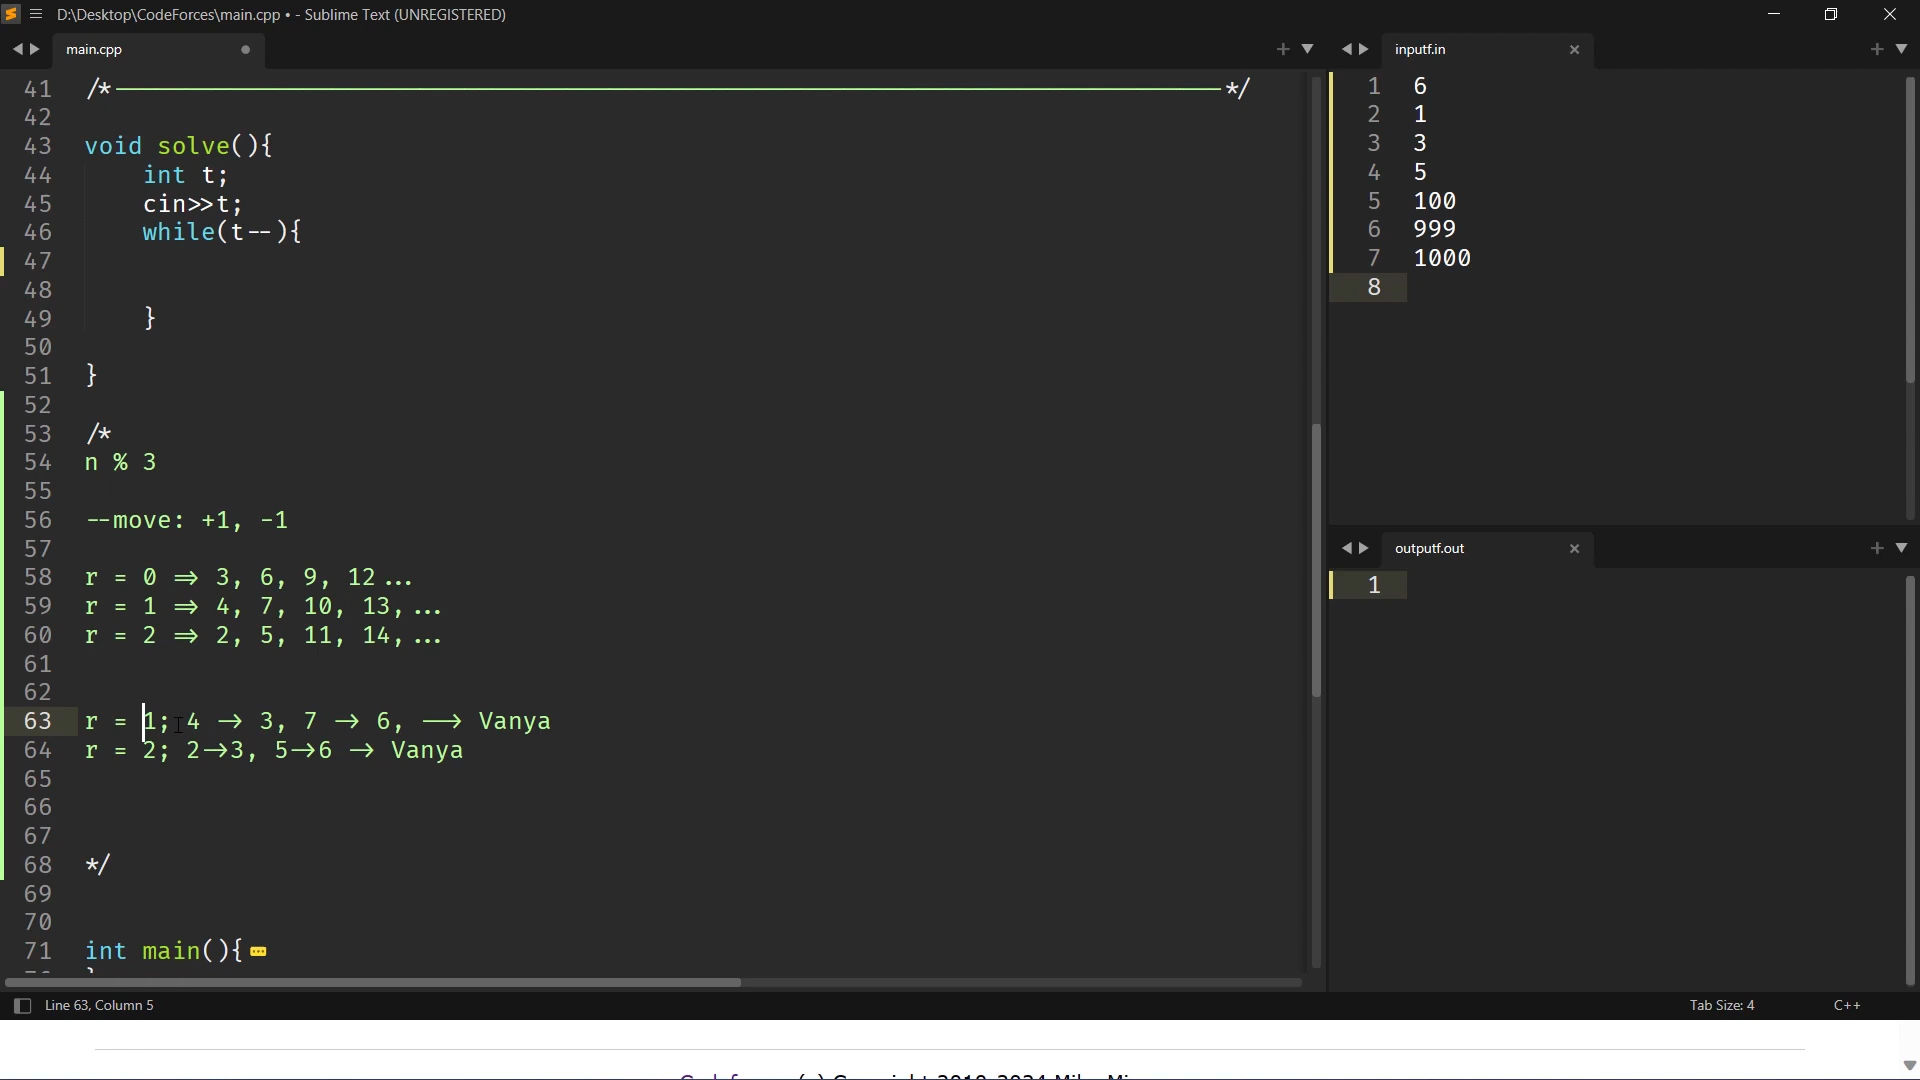 D:\Desktop\CodeForces\main.cpp • - Sublime Text (UNREGISTERED)
main.cpp
41 /*————————————————————*/
42
43 void solve(){
44 int t;
45 cin>>t;
46 while(t--){
47
48
49 }
50
51 }
52
53 /*
54 n % 3
55
56 --move: +1, -1
57
58 r = 0 => 3, 6, 9, 12...
59 r = 1 => 4, 7, 10, 13,...
60 r = 2 => 2, 5, 11, 14,...
61
62
63 r = 1; 4 -> 3, 7 -> 6, --> Vanya
64 r = 2; 2->3, 5->6 -> Vanya
65
66
67
68 */
69
70
71 int main(){
inputf.in
1 6
2 1
3 3
4 5
5 100
6 999
7 1000
8
outputf.out
1
Line 63, Column 5
Tab Size: 4
C++